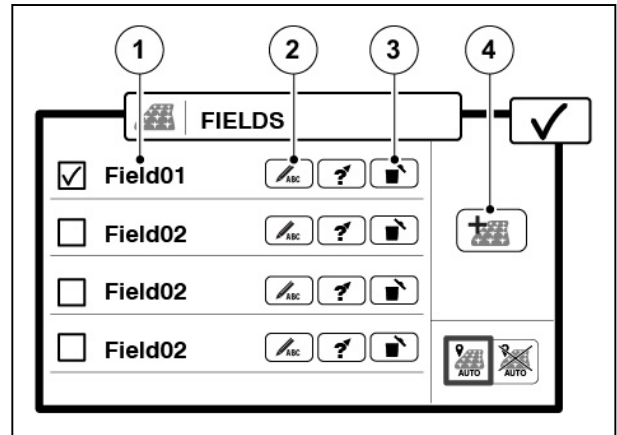 1 2 3 4
FIELDS
Field01 ABC ?
Field02 ABC ?
Field02 ABC ?
Field02 ABC ?
AUTO AUTO